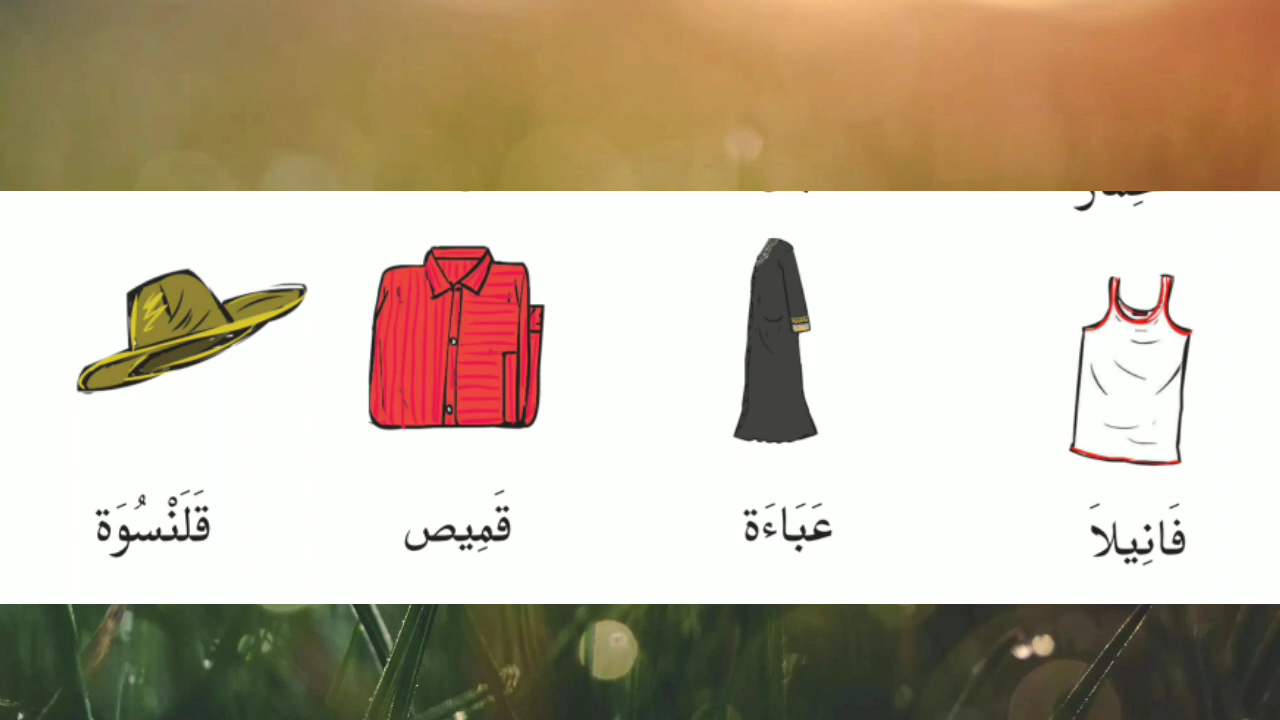 فَانِيلاَ
عَبَاءَة
قَمِيص
قَلَنْسُوَة